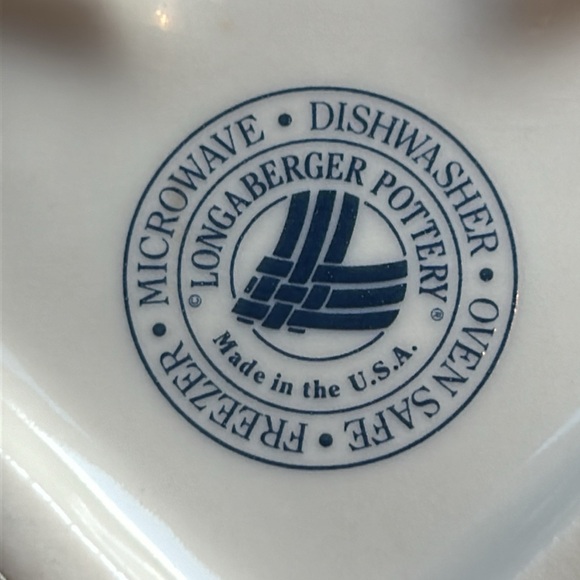 MICROWAVE • DISHWASHER • OVEN SAFE • FREEZER •
© LONGABERGER POTTERY ®
Made in the U.S.A.